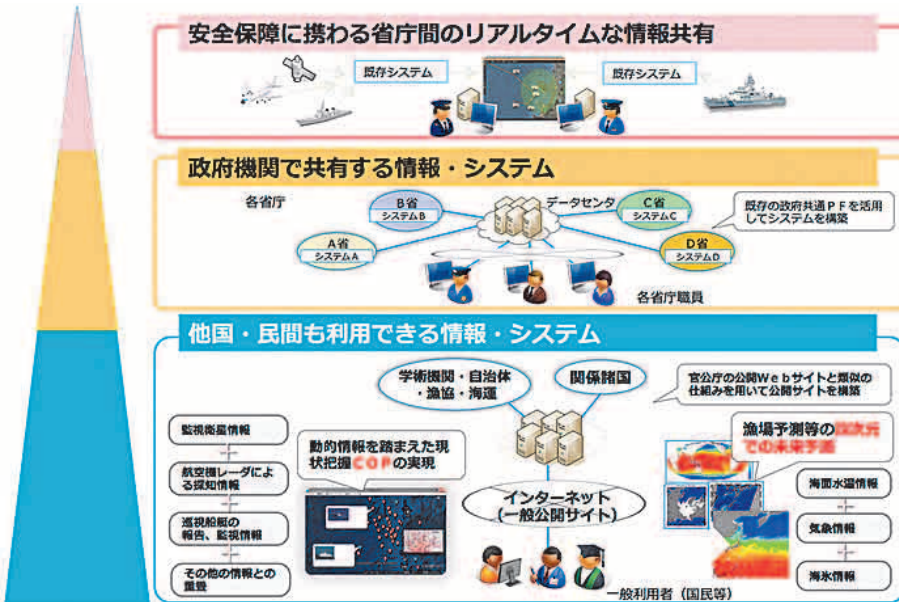 安全保障に携わる省庁間のリアルタイムな情報共有
既存システム
既存システム
政府機関で共有する情報・システム
各省庁
B省
システムB
データセンタ
C省
システムC
既存の政府共通PFを活用
してシステムを構築
A省
システムA
D省
システムD
各省庁職員
他国・民間も利用できる情報・システム
学術機関・自治体
・漁協・海運
関係諸国
官公庁の公開Webサイトと類似の
仕組みを用いて公開サイトを構築
監視衛星情報
航空機レーダによ
る探知情報
巡視船艇の
報告、監視情報
その他の情報との
重畳
動的情報を踏まえた現
状把握COPの実現
インターネット
(一般公開サイト)
漁場予測等の四次元
での未来予測
海面水温情報
気象情報
海氷情報
一般利用者(国民等)